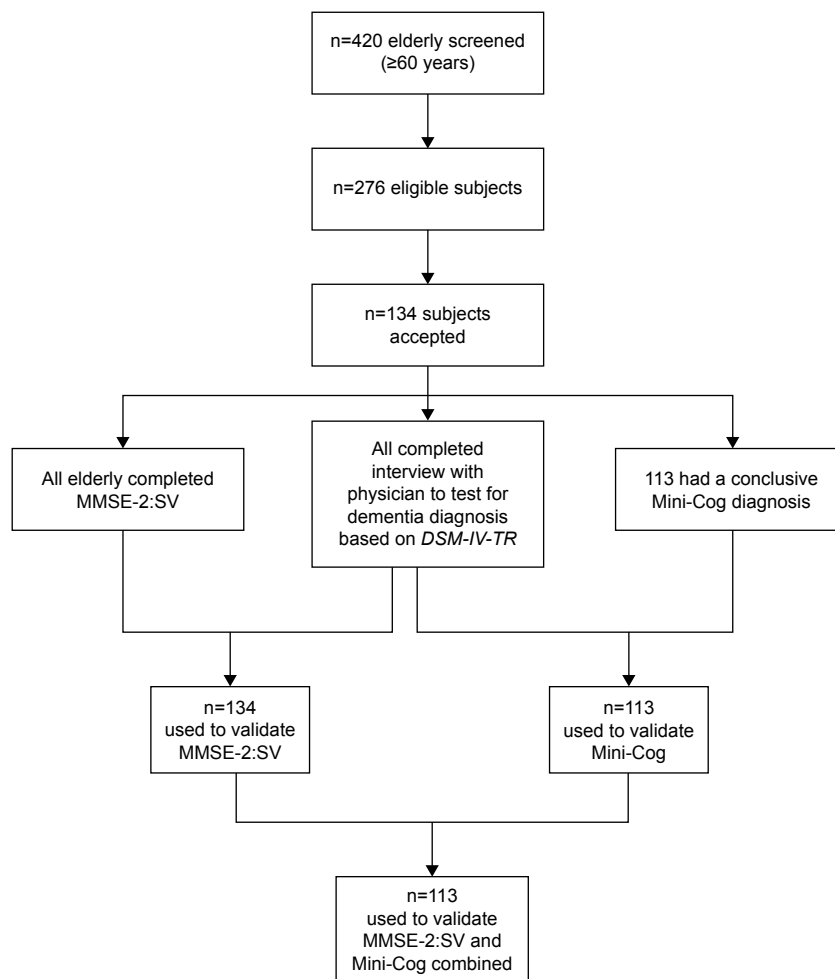 n=420 elderly screened
(≥60 years)
n=276 eligible subjects
n=134 subjects
accepted
All elderly completed
MMSE-2:SV
All completed
interview with
physician to test for
dementia diagnosis
based on DSM-IV-TR
113 had a conclusive
Mini-Cog diagnosis
n=134
used to validate
MMSE-2:SV
n=113
used to validate
Mini-Cog
n=113
used to validate
MMSE-2:SV and
Mini-Cog combined